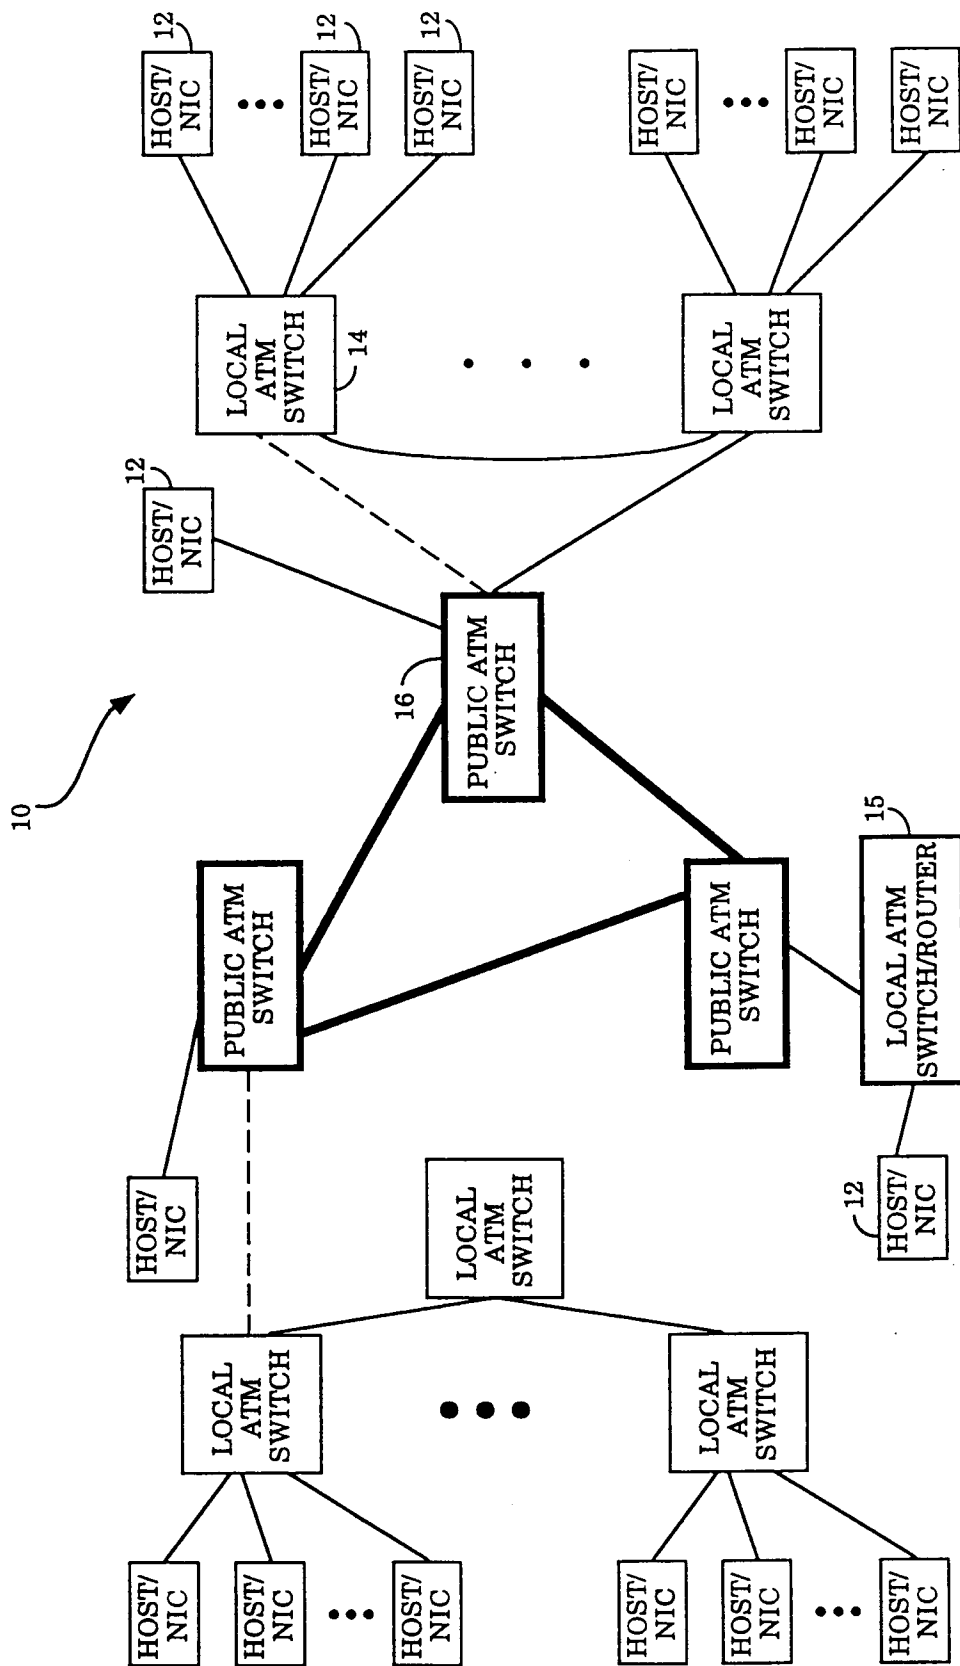 10
HOST/
NIC
HOST/
NIC
HOST/
NIC
LOCAL
ATM
SWITCH
LOCAL
ATM
SWITCH
HOST/
NIC
HOST/
NIC
HOST/
NIC
LOCAL
ATM
SWITCH
HOST/
NIC
PUBLIC ATM
SWITCH
16
PUBLIC ATM
SWITCH
PUBLIC ATM
SWITCH
12
HOST/
NIC
15
LOCAL ATM
SWITCH/ROUTER
12
HOST/
NIC
LOCAL
ATM
SWITCH
14
12
HOST/
NIC
12
HOST/
NIC
12
HOST/
NIC
LOCAL
ATM
SWITCH
HOST/
NIC
HOST/
NIC
HOST/
NIC